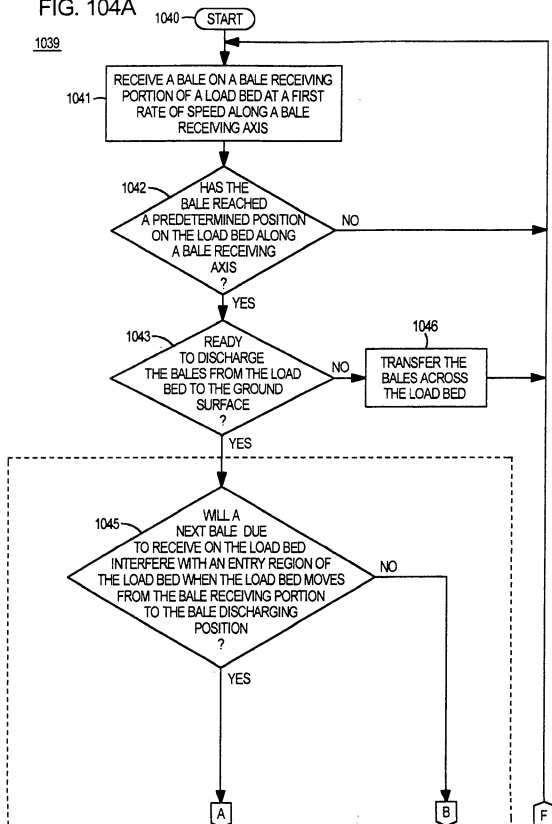 FIG. 104A
1040
START
1039
1041
RECEIVE A BALE ON A BALE RECEIVING
PORTION OF A LOAD BED AT A FIRST
RATE OF SPEED ALONG A BALE
RECEIVING AXIS
1042
HAS THE
BALE REACHED
A PREDETERMINED POSITION
ON THE LOAD BED ALONG
A BALE RECEIVING
AXIS
?
NO
YES
1043
READY
TO DISCHARGE
THE BALES FROM THE LOAD
BED TO THE GROUND
SURFACE
?
NO
1046
TRANSFER THE
BALES ACROSS
THE LOAD BED
YES
1045
WILL A
NEXT BALE DUE
TO RECEIVE ON THE LOAD BED
INTERFERE WITH AN ENTRY REGION OF
THE LOAD BED WHEN THE LOAD BED MOVES
FROM THE BALE RECEIVING PORTION
TO THE BALE DISCHARGING
POSITION
?
NO
YES
A
B
F